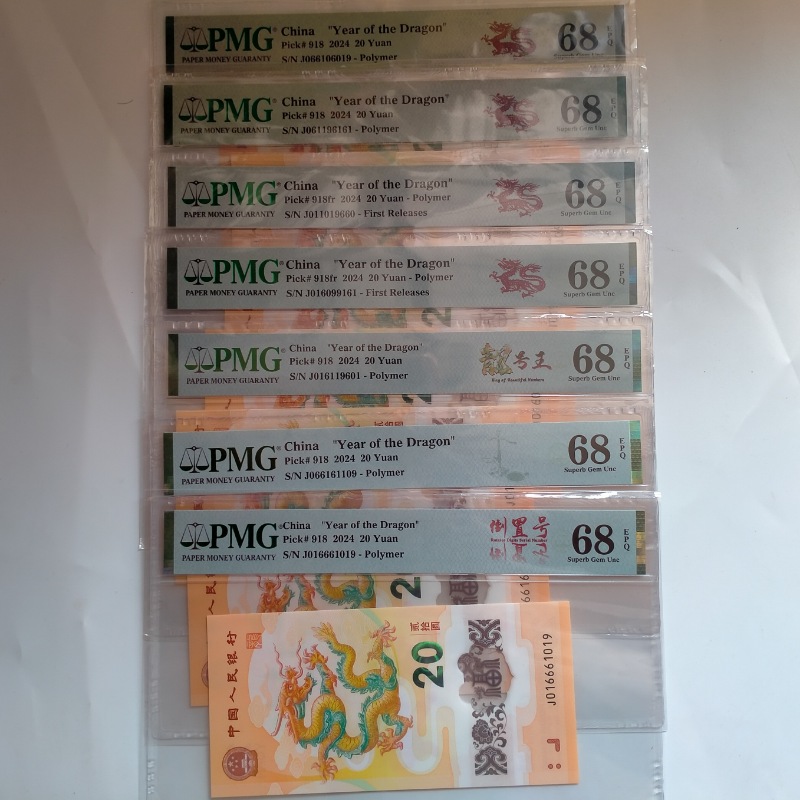 PMG
PAPER MONEY GUARANTY
China "Year of the Dragon"
Pick# 918 2024 20 Yuan
S/N J066106019 - Polymer
68
EPQ
PMG
PAPER MONEY GUARANTY
China "Year of the Dragon"
Pick# 918 2024 20 Yuan
S/N J061196161 - Polymer
68
EPQ
Superb Gem Unc
PMG
PAPER MONEY GUARANTY
China "Year of the Dragon"
Pick# 918fr 2024 20 Yuan - Polymer
S/N J011019660 - First Releases
68
EPQ
Superb Gem Unc
PMG
PAPER MONEY GUARANTY
China "Year of the Dragon"
Pick# 918fr 2024 20 Yuan - Polymer
S/N J016099161 - First Releases
68
EPQ
Superb Gem Unc
PMG
PAPER MONEY GUARANTY
China "Year of the Dragon"
Pick# 918 2024 20 Yuan
S/N J016119601 - Polymer
号王
King of Beautiful Numbers
68
EPQ
Superb Gem Unc
PMG
PAPER MONEY GUARANTY
China "Year of the Dragon"
Pick# 918 2024 20 Yuan
S/N J066161109 - Polymer
68
EPQ
Superb Gem Unc
PMG
PAPER MONEY GUARANTY
China "Year of the Dragon"
Pick# 918 2024 20 Yuan
S/N J016661019 - Polymer
倒置号
68
EPQ
Superb Gem Unc
中国人民银行
20
贰拾圆
J016661019